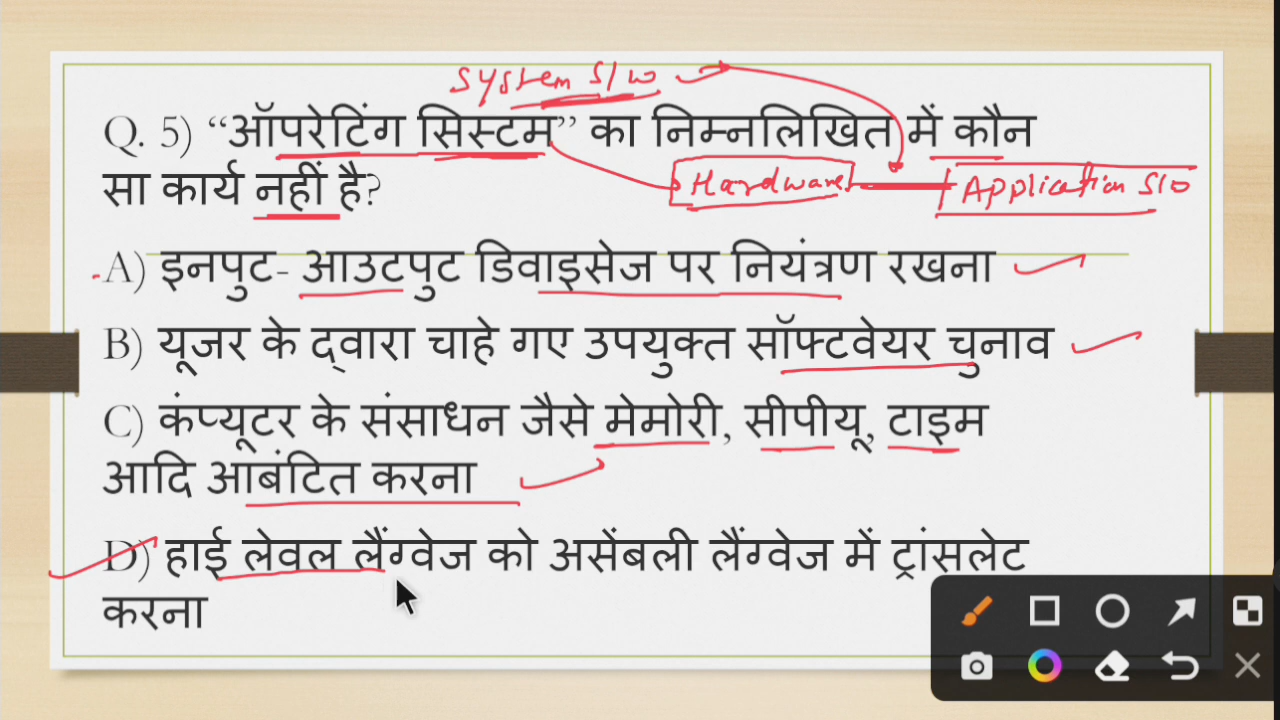 System S/W
Q. 5) “ऑपरेटिंग सिस्टम” का निम्नलिखित में कौन
सा कार्य नहीं है?
Hardware
Application S/W
A) इनपुट- आउटपुट डिवाइसेज पर नियंत्रण रखना
B) यूजर के द्वारा चाहे गए उपयुक्त सॉफ्टवेयर चुनाव
C) कंप्यूटर के संसाधन जैसे मेमोरी, सीपीयू, टाइम
आदि आबंटित करना
D) हाई लेवल लैंग्वेज को असेंबली लैंग्वेज में ट्रांसलेट
करना